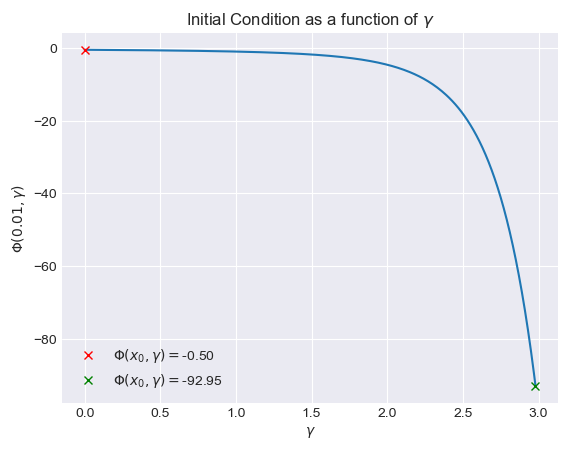 Initial Condition as a function of γ
Φ(0.01, γ)
0
−20
−40
−60
−80
Φ(x₀, γ) = -0.50
Φ(x₀, γ) = -92.95
0.0 0.5 1.0 1.5 2.0 2.5 3.0
γ